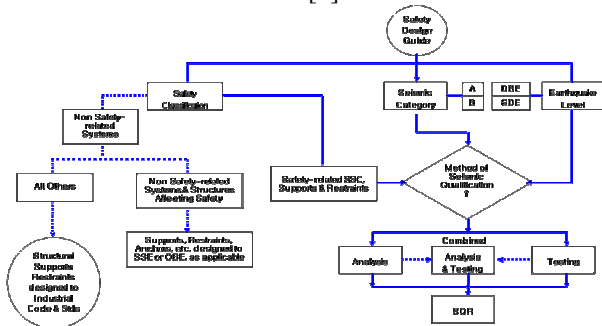 Safety
Design
Guide
Safety
Classification
Seismic
Category
A
B
DBE
SDE
Earthquake
Level
Non Safety-
related
Systems
All Others
Non Safety-related
Systems & Structures
Affecting Safety
Safety-related SSC,
Supports & Restraints
Method of
Seismic
Qualification
?
Structural
Supports
Restraints
designed to
Industrial
Code & Stds
Supports, Restraints,
Anchors, etc. designed to
SSE or OBE, as applicable
Combined
Analysis
Analysis
& Testing
Testing
SQR